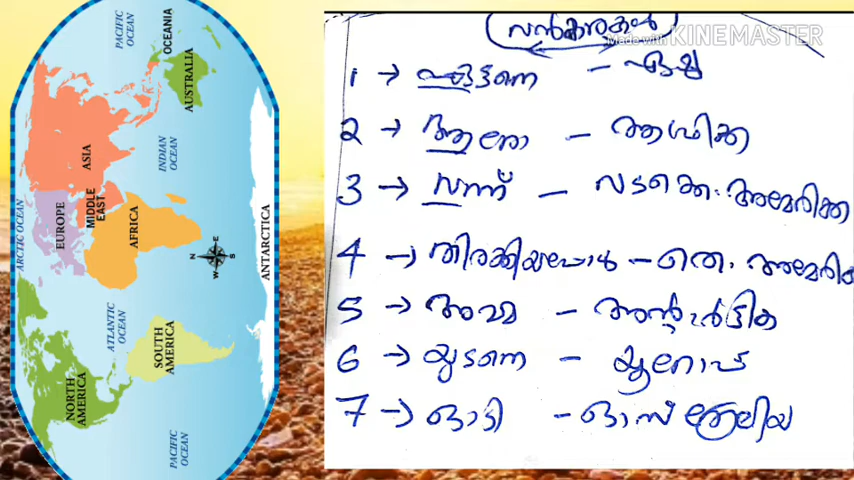 PACIFIC OCEAN
OCEANIA
AUSTRALIA
ASIA
INDIAN OCEAN
ARCTIC OCEAN
EUROPE
MIDDLE EAST
AFRICA
ANTARCTICA
N E S W
ATLANTIC OCEAN
SOUTH AMERICA
NORTH AMERICA
PACIFIC OCEAN
വൻകരകൾ
Made with KINEMASTER
1 → ഏട്ടനെ – ഏഷ്യ
2 → ആരോ – ആഫ്രിക്ക
3 → വന്ന് – വടക്കെ. അമേരിക്ക
4 → തിരക്കിയപ്പോൾ – തെ. അമേരിക്ക
5 → അമ്മ – അന്റാർട്ടിക
6 → യുടനെ – യൂറോപ്പ്
7 → ഓടി – ഓസ്ത്രേലിയ